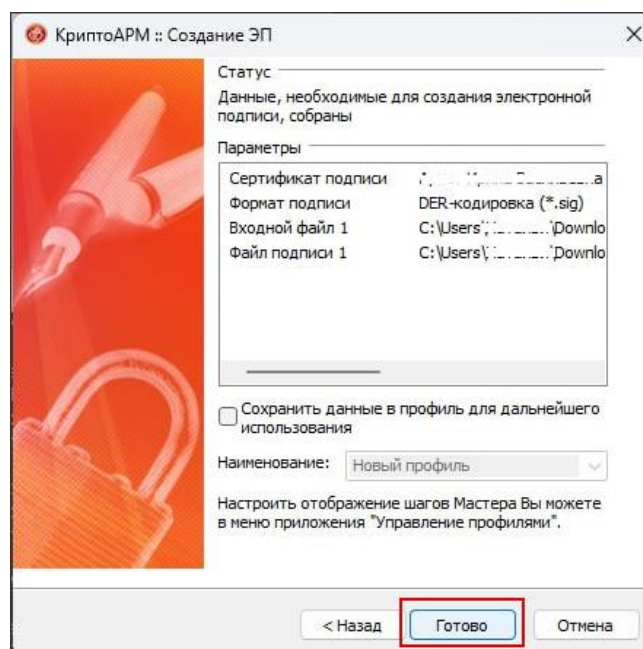 КриптоАРМ :: Создание ЭП
Статус
Данные, необходимые для создания электронной
подписи, собраны
Параметры
Сертификат подписи
Формат подписи DER-кодировка (*.sig)
Входной файл 1 C:\Users\ \Downlo
Файл подписи 1 C:\Users\ \Downlo
Сохранить данные в профиль для дальнейшего
использования
Наименование: Новый профиль
Настроить отображение шагов Мастера Вы можете
в меню приложения "Управление профилями".
< Назад Готово Отмена